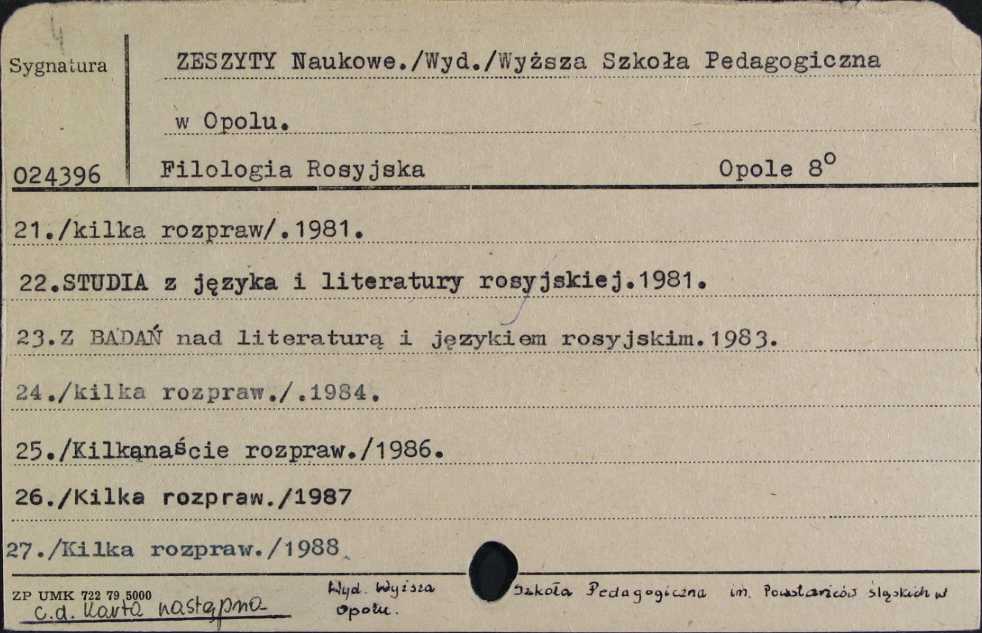 4
Sygnatura
ZESZYTY Naukowe./Wyd./Wyższa Szkoła Pedagogiczna
w Opolu.
024396 Filologia Rosyjska Opole 8°
21./kilka rozpraw/.1981.
22.STUDIA z języka i literatury rosyjskiej.1981.
23.Z BADAŃ nad literaturą i językiem rosyjskim.1983.
24./kilka rozpraw./.1984.
25./Kilkąnaście rozpraw./1986.
26./Kilka rozpraw./1987
27./Kilka rozpraw./1988.
ZP UMK 722 79 5000
c.d. Karta następna
Wyd. Wyższa Szkoła Pedagogiczna im. Powstańców śląskich w
Opolu.